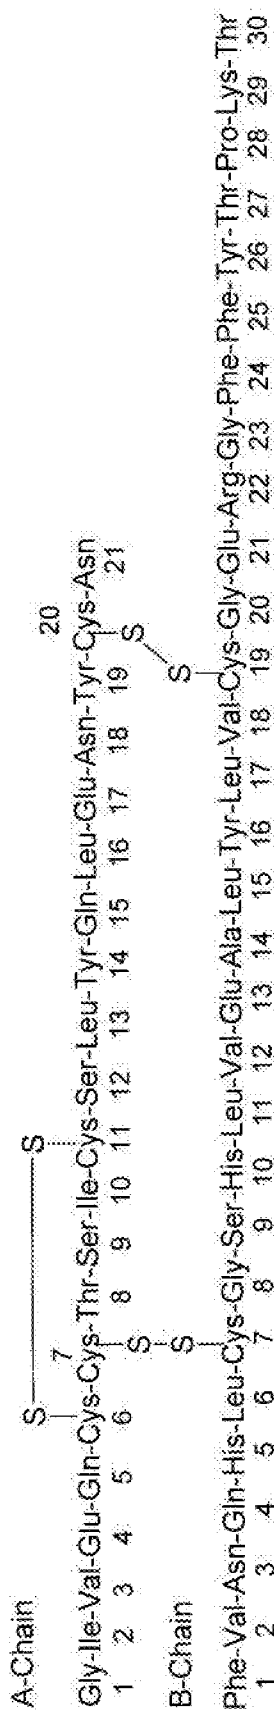 A-Chain
S S
7 20
Gly-Ile-Val-Glu-Gln-Cys-Cys-Thr-Ser-Ile-Cys-Ser-Leu-Tyr-Gln-Leu-Glu-Asn-Tyr-Cys-Asn
1 2 3 4 5 6 8 9 10 11 12 13 14 15 16 17 18 19 21
S S
B-Chain
S S
Phe-Val-Asn-Gln-His-Leu-Cys-Gly-Ser-His-Leu-Val-Glu-Ala-Leu-Tyr-Leu-Val-Cys-Gly-Glu-Arg-Gly-Phe-Phe-Tyr-Thr-Pro-Lys-Thr
1 2 3 4 5 6 7 8 9 10 11 12 13 14 15 16 17 18 19 20 21 22 23 24 25 26 27 28 29 30